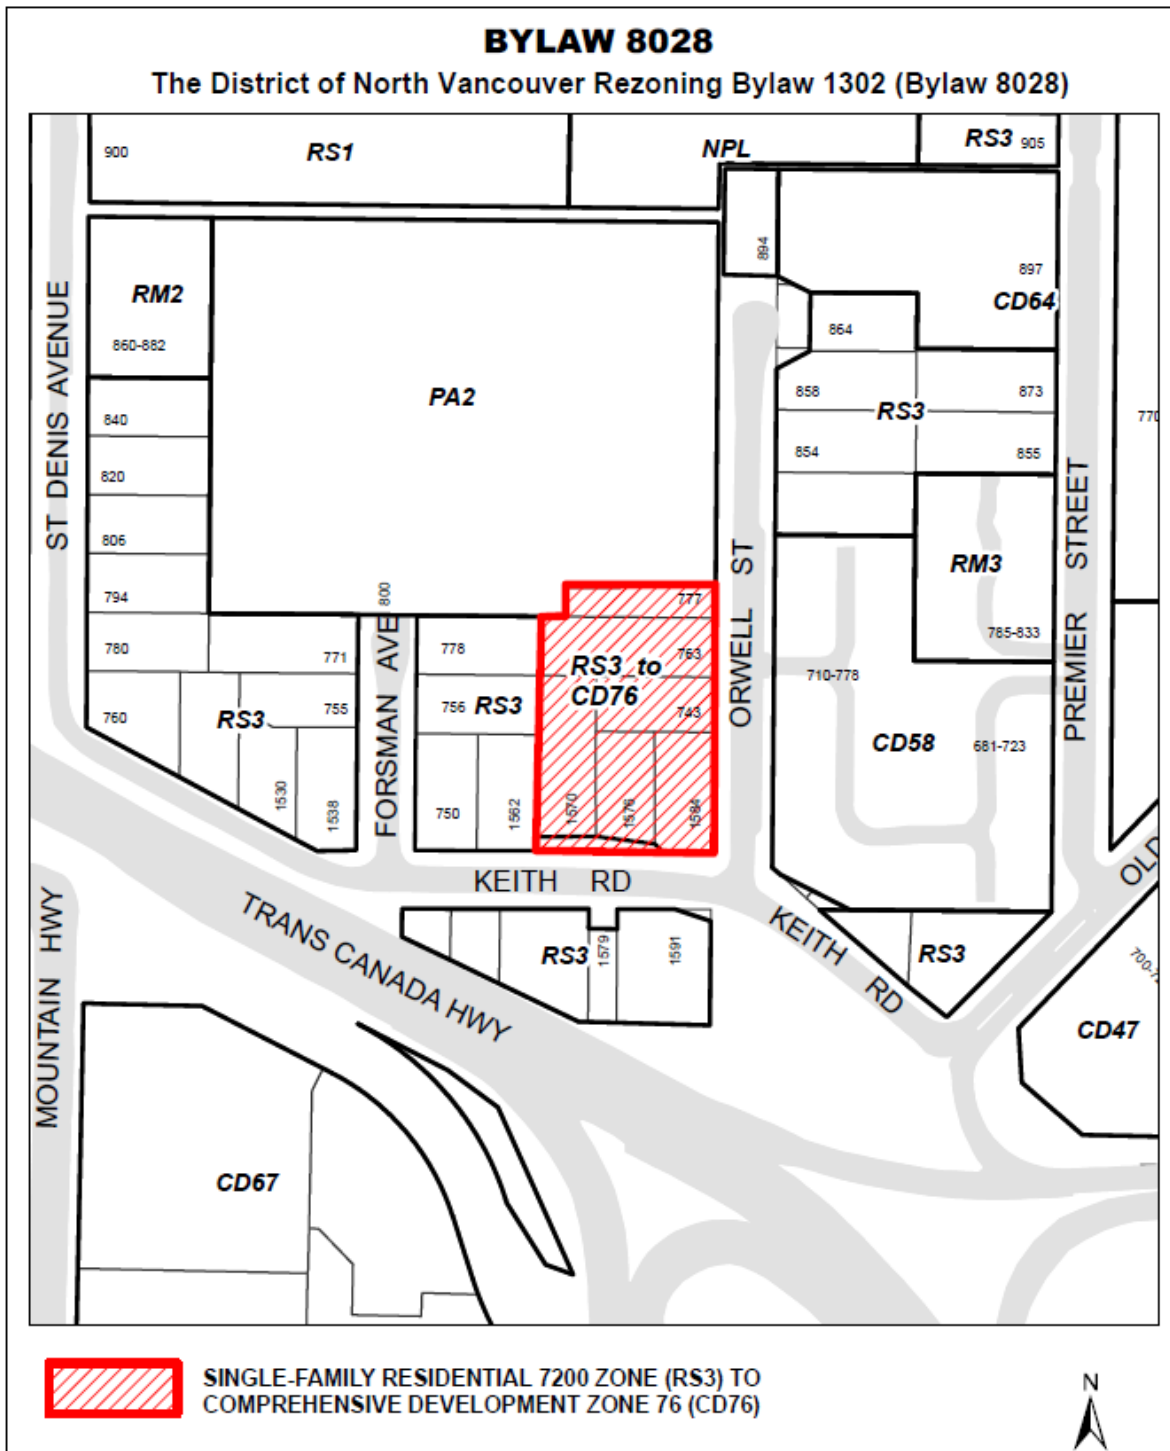 BYLAW 8028
The District of North Vancouver Rezoning Bylaw 1302 (Bylaw 8028)
900
RS1
NPL
RS3 905
894
897
CD64
RM2
860-882
864
PA2
858
873
RS3
854
855
840
820
806
794
780
760
ST DENIS AVENUE
770
RM3
785-833
PREMIER STREET
ORWELL ST
800
777
763
743
RS3 to
CD76
1570
1576
1584
771
755
RS3
1530
1538
FORSMAN AVE
778
756
RS3
750
1562
710-778
CD58
681-723
KEITH RD
OLD
TRANS CANADA HWY
MOUNTAIN HWY
RS3
1579
1591
KEITH RD
RS3
CD47
CD67
SINGLE-FAMILY RESIDENTIAL 7200 ZONE (RS3) TO
COMPREHENSIVE DEVELOPMENT ZONE 76 (CD76)
N